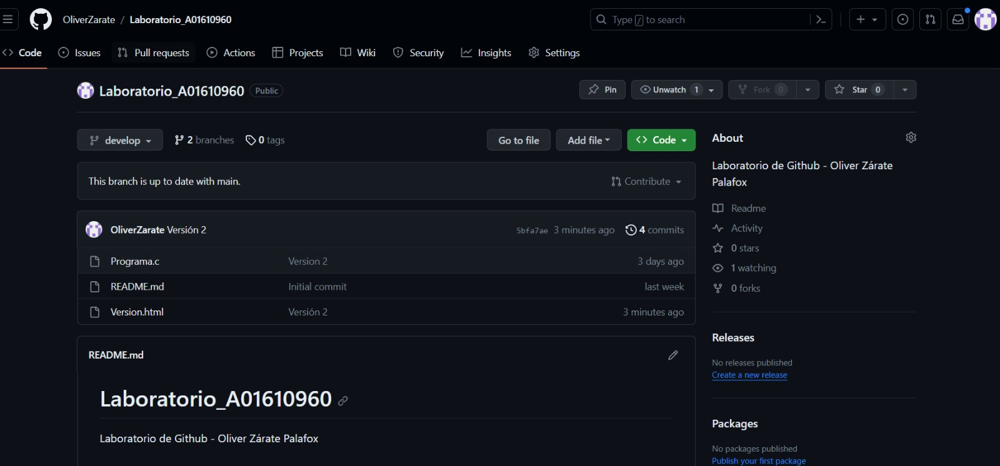 OliverZarate / Laboratorio_A01610960
Type / to search
Code Issues Pull requests Actions Projects Wiki Security Insights Settings
Laboratorio_A01610960 Public
Pin Unwatch 1 Fork 0 Star 0
develop 2 branches 0 tags
Go to file Add file Code
This branch is up to date with main.
Contribute
OliverZarate Versión 2 5bfa7ae 3 minutes ago 4 commits
Programa.c Version 2 3 days ago
README.md Initial commit last week
Version.html Versión 2 3 minutes ago
README.md
Laboratorio_A01610960
Laboratorio de Github - Oliver Zárate Palafox
About
Laboratorio de Github - Oliver Zárate
Palafox
Readme
Activity
0 stars
1 watching
0 forks
Releases
No releases published
Create a new release
Packages
No packages published
Publish your first package